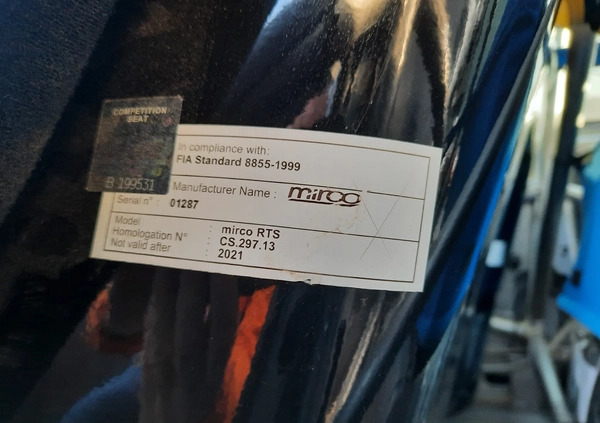 COMPETITION
SEAT
B 199531
In compliance with:
FIA Standard 8855-1999
Manufacturer Name : mirco
Serial n° : 01287
Model : mirco RTS
Homologation N° : CS.297.13
Not valid after : 2021